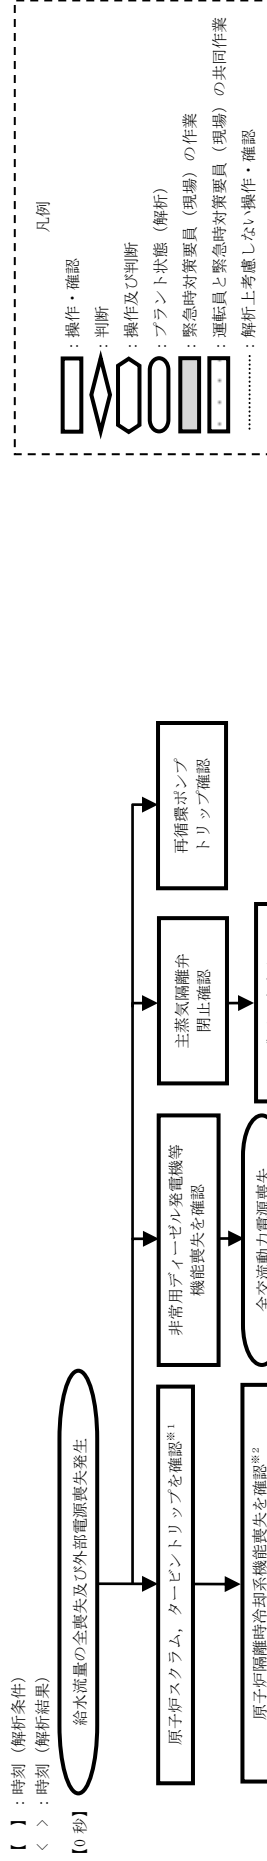 【　】：時刻（解析条件）
＜　＞：時刻（解析結果）
【0 秒】
給水流量の全喪失及び外部電源喪失発生
原子炉スクラム，タービントリップを確認※1
原子炉隔離時冷却系機能喪失を確認※2
非常用ディーゼル発電機等
機能喪失を確認
全交流動力電源喪失
主蒸気隔離弁
閉止確認
再循環ポンプ
トリップ確認
凡例
：操作・確認
：判断
：操作及び判断
：プラント状態（解析）
：緊急時対策要員（現場）の作業
：運転員と緊急時対策要員（現場）の共同作業
：解析上考慮しない操作・確認